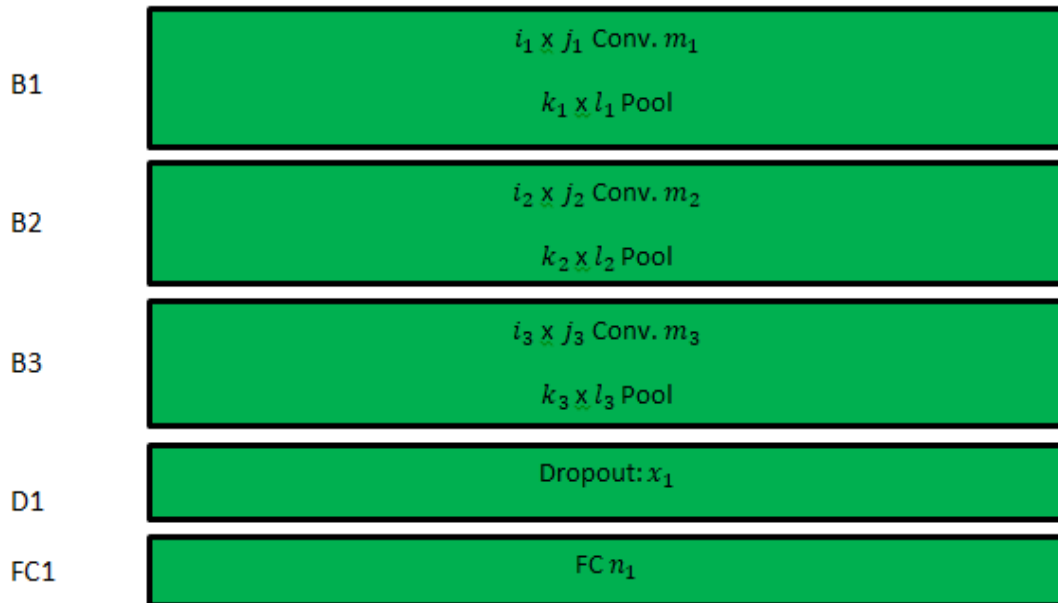 B1
i₁ x j₁ Conv. m₁
k₁ x l₁ Pool
B2
i₂ x j₂ Conv. m₂
k₂ x l₂ Pool
B3
i₃ x j₃ Conv. m₃
k₃ x l₃ Pool
D1
Dropout: x₁
FC1
FC n₁